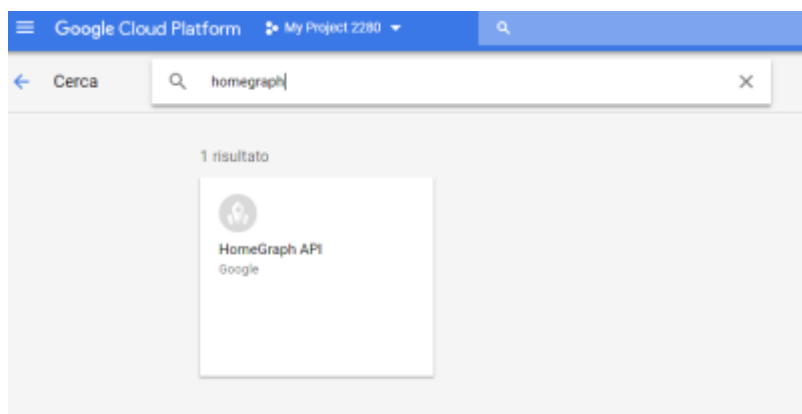 Google Cloud Platform My Project 2280
Cerca homegraph
1 risultato
HomeGraph API
Google